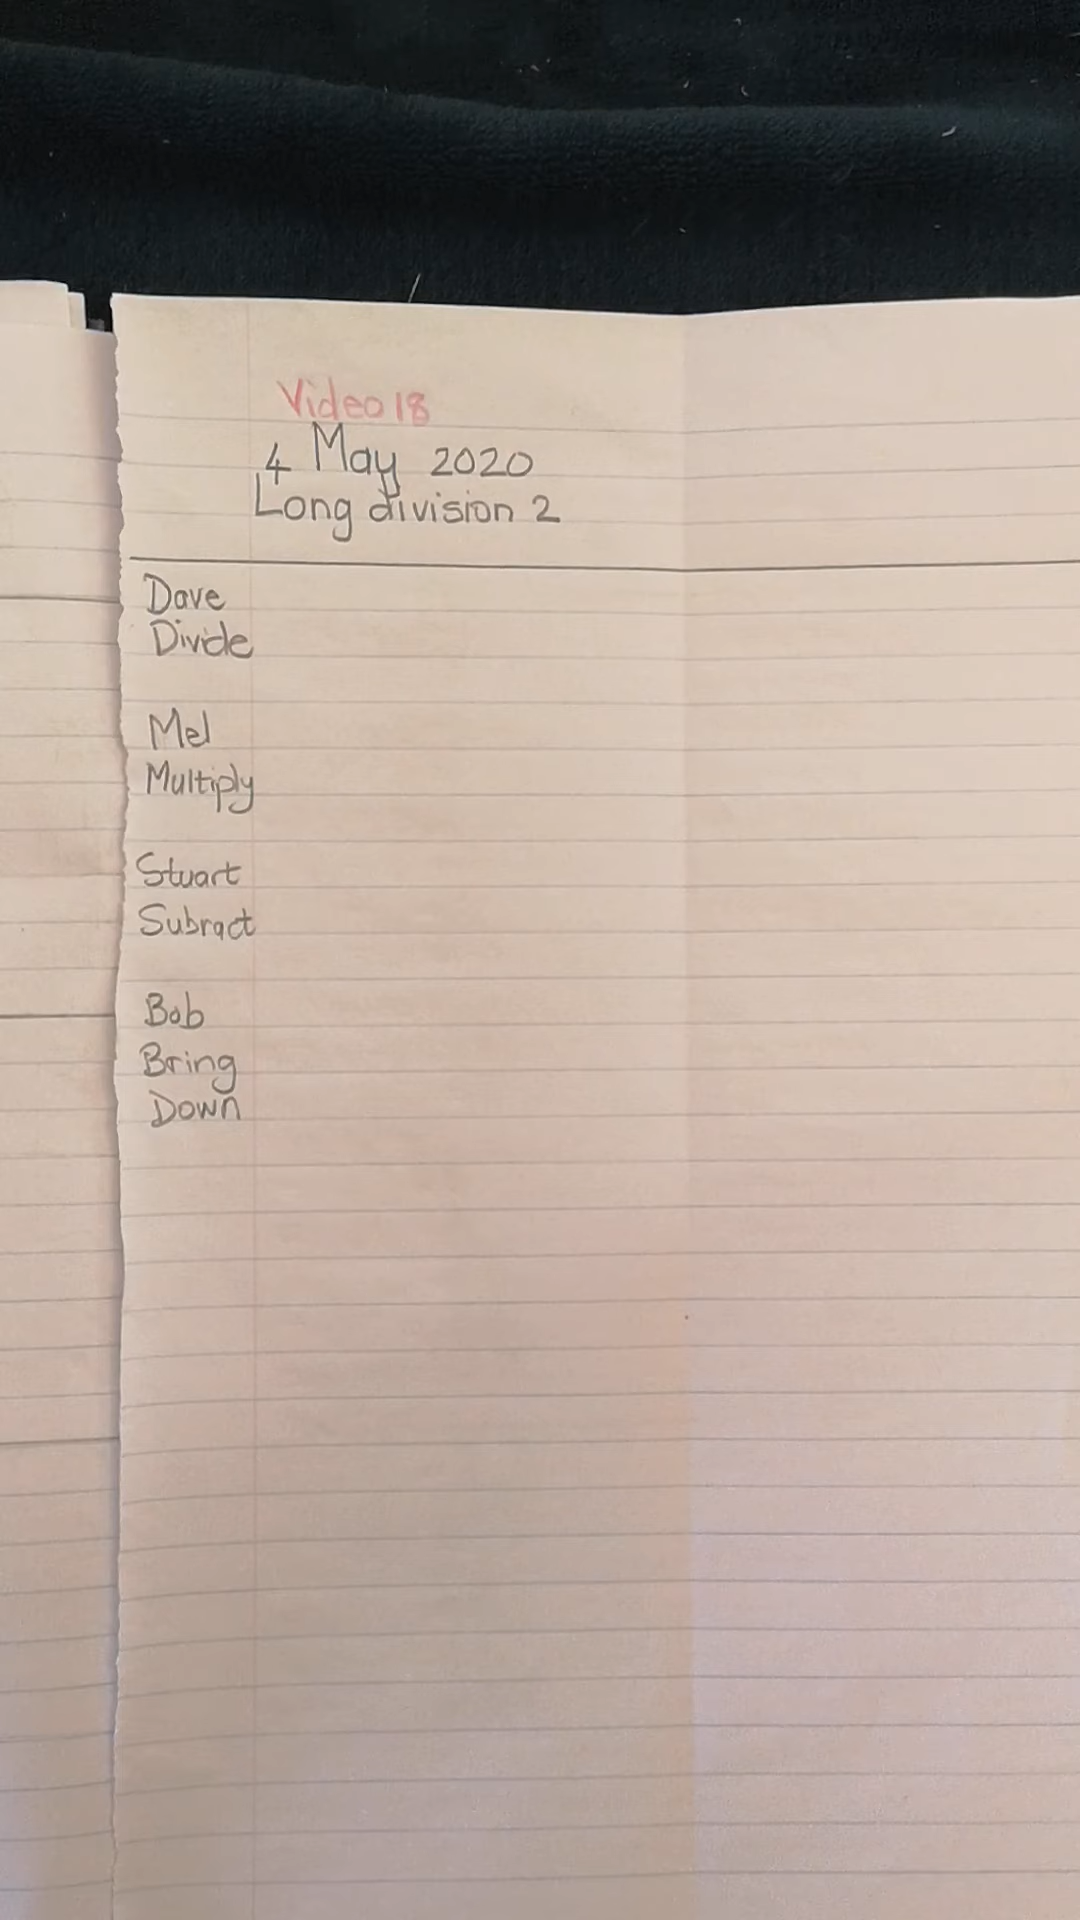 Video 18
4 May 2020
Long division 2
Dave
Divide
Mel
Multiply
Stuart
Subract
Bob
Bring
Down